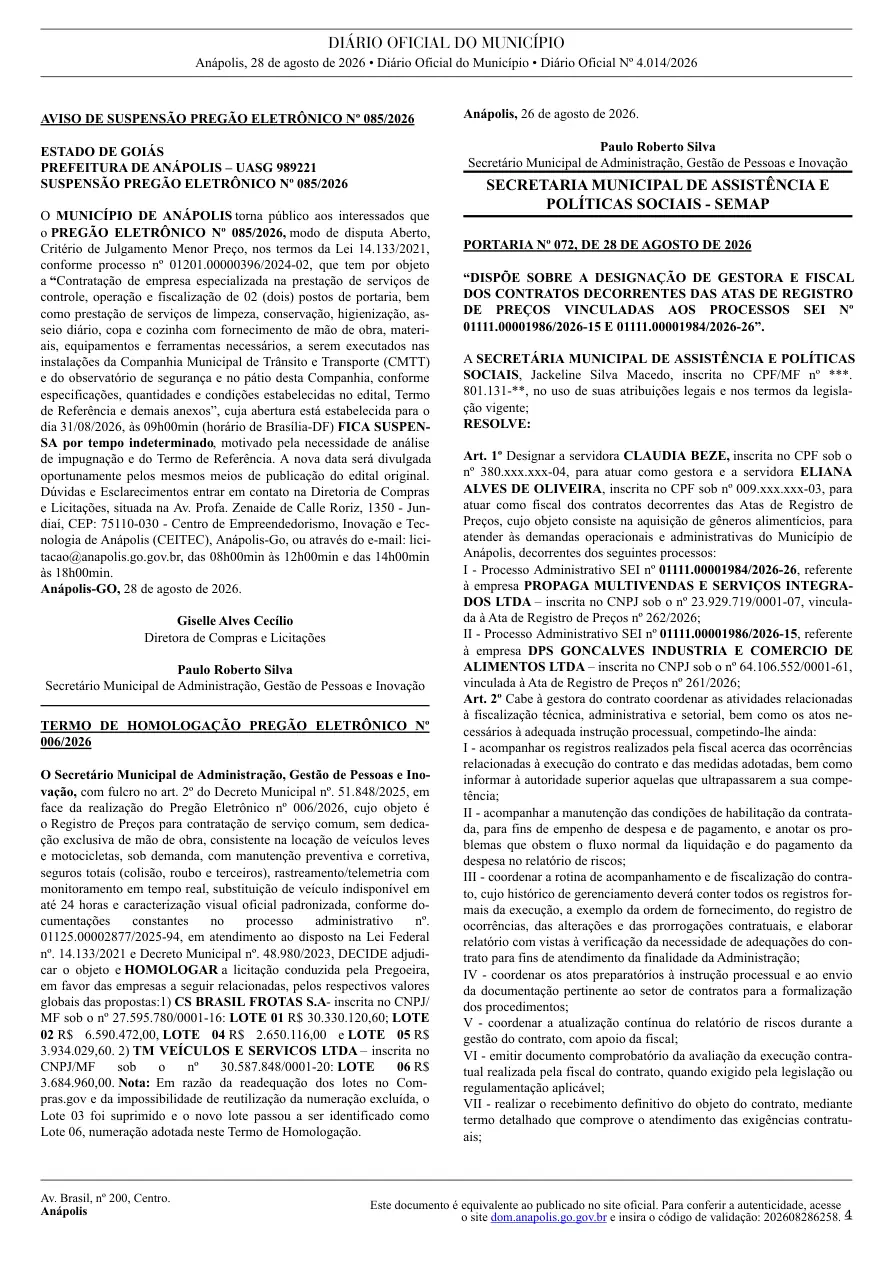 DIÁRIO OFICIAL DO MUNICÍPIO
Anápolis, 28 de agosto de 2026 • Diário Oficial do Município • Diário Oficial Nº 4.014/2026
AVISO DE SUSPENSÃO PREGÃO ELETRÔNICO Nº 085/2026
ESTADO DE GOIÁS
PREFEITURA DE ANÁPOLIS – UASG 989221
SUSPENSÃO PREGÃO ELETRÔNICO Nº 085/2026
O MUNICÍPIO DE ANÁPOLIS torna público aos interessados que
o PREGÃO ELETRÔNICO Nº 085/2026, modo de disputa Aberto,
Critério de Julgamento Menor Preço, nos termos da Lei 14.133/2021,
conforme processo nº 01201.00000396/2024-02, que tem por objeto
a “Contratação de empresa especializada na prestação de serviços de
controle, operação e fiscalização de 02 (dois) postos de portaria, bem
como prestação de serviços de limpeza, conservação, higienização, as-
seio diário, copa e cozinha com fornecimento de mão de obra, materi-
ais, equipamentos e ferramentas necessários, a serem executados nas
instalações da Companhia Municipal de Trânsito e Transporte (CMTT)
e do observatório de segurança e no pátio desta Companhia, conforme
especificações, quantidades e condições estabelecidas no edital, Termo
de Referência e demais anexos”, cuja abertura está estabelecida para o
dia 31/08/2026, às 09h00min (horário de Brasília-DF) FICA SUSPEN-
SA por tempo indeterminado, motivado pela necessidade de análise
de impugnação e do Termo de Referência. A nova data será divulgada
oportunamente pelos mesmos meios de publicação do edital original.
Dúvidas e Esclarecimentos entrar em contato na Diretoria de Compras
e Licitações, situada na Av. Profa. Zenaide de Calle Roriz, 1350 - Jun-
diaí, CEP: 75110-030 - Centro de Empreendedorismo, Inovação e Tec-
nologia de Anápolis (CEITEC), Anápolis-Go, ou através do e-mail: lici-
tacao@anapolis.go.gov.br, das 08h00min às 12h00min e das 14h00min
às 18h00min.
Anápolis-GO, 28 de agosto de 2026.
Giselle Alves Cecílio
Diretora de Compras e Licitações
Paulo Roberto Silva
Secretário Municipal de Administração, Gestão de Pessoas e Inovação
TERMO DE HOMOLOGAÇÃO PREGÃO ELETRÔNICO Nº
006/2026
O Secretário Municipal de Administração, Gestão de Pessoas e Ino-
vação, com fulcro no art. 2º do Decreto Municipal nº. 51.848/2025, em
face da realização do Pregão Eletrônico nº 006/2026, cujo objeto é
o Registro de Preços para contratação de serviço comum, sem dedica-
ção exclusiva de mão de obra, consistente na locação de veículos leves
e motocicletas, sob demanda, com manutenção preventiva e corretiva,
seguros totais (colisão, roubo e terceiros), rastreamento/telemetria com
monitoramento em tempo real, substituição de veículo indisponível em
até 24 horas e caracterização visual oficial padronizada, conforme do-
cumentações constantes no processo administrativo nº.
01125.00002877/2025-94, em atendimento ao disposto na Lei Federal
nº. 14.133/2021 e Decreto Municipal nº. 48.980/2023, DECIDE adjudi-
car o objeto e HOMOLOGAR a licitação conduzida pela Pregoeira,
em favor das empresas a seguir relacionadas, pelos respectivos valores
globais das propostas:1) CS BRASIL FROTAS S.A- inscrita no CNPJ/
MF sob o nº 27.595.780/0001-16: LOTE 01 R$ 30.330.120,60; LOTE
02 R$ 6.590.472,00, LOTE 04 R$ 2.650.116,00 e LOTE 05 R$
3.934.029,60. 2) TM VEÍCULOS E SERVICOS LTDA – inscrita no
CNPJ/MF sob o nº 30.587.848/0001-20: LOTE 06 R$
3.684.960,00. Nota: Em razão da readequação dos lotes no Com-
pras.gov e da impossibilidade de reutilização da numeração excluída, o
Lote 03 foi suprimido e o novo lote passou a ser identificado como
Lote 06, numeração adotada neste Termo de Homologação.
Anápolis, 26 de agosto de 2026.
Paulo Roberto Silva
Secretário Municipal de Administração, Gestão de Pessoas e Inovação
SECRETARIA MUNICIPAL DE ASSISTÊNCIA E
POLÍTICAS SOCIAIS - SEMAP
PORTARIA Nº 072, DE 28 DE AGOSTO DE 2026
“DISPÕE SOBRE A DESIGNAÇÃO DE GESTORA E FISCAL
DOS CONTRATOS DECORRENTES DAS ATAS DE REGISTRO
DE PREÇOS VINCULADAS AOS PROCESSOS SEI Nº
01111.00001986/2026-15 E 01111.00001984/2026-26”.
A SECRETÁRIA MUNICIPAL DE ASSISTÊNCIA E POLÍTICAS
SOCIAIS, Jackeline Silva Macedo, inscrita no CPF/MF nº ***.
801.131-**, no uso de suas atribuições legais e nos termos da legisla-
ção vigente;
RESOLVE:
Art. 1º Designar a servidora CLAUDIA BEZE, inscrita no CPF sob o
nº 380.xxx.xxx-04, para atuar como gestora e a servidora ELIANA
ALVES DE OLIVEIRA, inscrita no CPF sob nº 009.xxx.xxx-03, para
atuar como fiscal dos contratos decorrentes das Atas de Registro de
Preços, cujo objeto consiste na aquisição de gêneros alimentícios, para
atender às demandas operacionais e administrativas do Município de
Anápolis, decorrentes dos seguintes processos:
I - Processo Administrativo SEI nº 01111.00001984/2026-26, referente
à empresa PROPAGA MULTIVENDAS E SERVIÇOS INTEGRA-
DOS LTDA – inscrita no CNPJ sob o nº 23.929.719/0001-07, vincula-
da à Ata de Registro de Preços nº 262/2026;
II - Processo Administrativo SEI nº 01111.00001986/2026-15, referente
à empresa DPS GONCALVES INDUSTRIA E COMERCIO DE
ALIMENTOS LTDA – inscrita no CNPJ sob o nº 64.106.552/0001-61,
vinculada à Ata de Registro de Preços nº 261/2026;
Art. 2º Cabe à gestora do contrato coordenar as atividades relacionadas
à fiscalização técnica, administrativa e setorial, bem como os atos ne-
cessários à adequada instrução processual, competindo-lhe ainda:
I - acompanhar os registros realizados pela fiscal acerca das ocorrências
relacionadas à execução do contrato e das medidas adotadas, bem como
informar à autoridade superior aquelas que ultrapassarem a sua compe-
tência;
II - acompanhar a manutenção das condições de habilitação da contrata-
da, para fins de empenho de despesa e de pagamento, e anotar os pro-
blemas que obstem o fluxo normal da liquidação e do pagamento da
despesa no relatório de riscos;
III - coordenar a rotina de acompanhamento e de fiscalização do contra-
to, cujo histórico de gerenciamento deverá conter todos os registros for-
mais da execução, a exemplo da ordem de fornecimento, do registro de
ocorrências, das alterações e das prorrogações contratuais, e elaborar
relatório com vistas à verificação da necessidade de adequações do con-
trato para fins de atendimento da finalidade da Administração;
IV - coordenar os atos preparatórios à instrução processual e ao envio
da documentação pertinente ao setor de contratos para a formalização
dos procedimentos;
V - coordenar a atualização contínua do relatório de riscos durante a
gestão do contrato, com apoio da fiscal;
VI - emitir documento comprobatório da avaliação da execução contra-
tual realizada pela fiscal do contrato, quando exigido pela legislação ou
regulamentação aplicável;
VII - realizar o recebimento definitivo do objeto do contrato, mediante
termo detalhado que comprove o atendimento das exigências contratu-
ais;
Av. Brasil, nº 200, Centro.
Anápolis
Este documento é equivalente ao publicado no site oficial. Para conferir a autenticidade, acesse
o site dom.anapolis.go.gov.br e insira o código de validação: 202608286258. 4